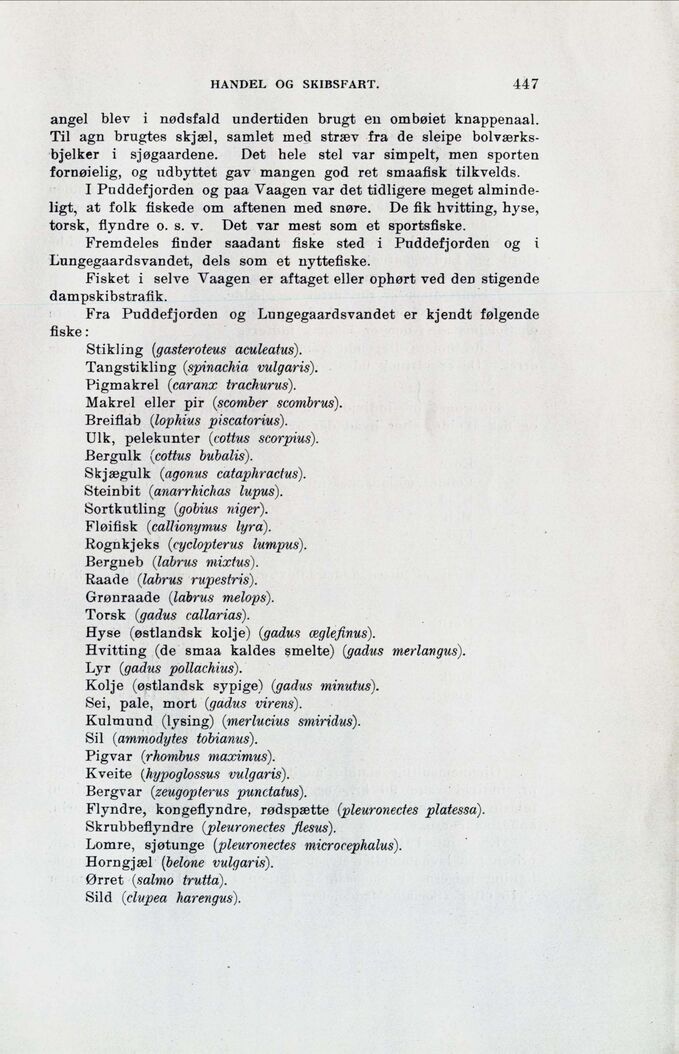 HANDEL OG SKIBSFART. 447
angel blev i nødsfald undertiden brugt en ombøiet knappenaal.
Til agn brugtes skjæl, samlet med stræv fra de sleipe bolværks-
bjelker i sjøgaardene. Det hele stel var simpelt, men sporten
fornøielig, og udbyttet gav mangen god ret smaafisk tilkvelds.
I Puddefjorden og paa Vaagen var det tidligere meget alminde-
ligt, at folk fiskede om aftenen med snøre. De fik hvitting, hyse,
torsk, flyndre o. s. v. Det var mest som et sportsfiske.
Fremdeles finder saadant fiske sted i Puddefjorden og i
Lungegaardsvandet, dels som et nyttefiske.
Fisket i selve Vaagen er aftaget eller ophørt ved den stigende
dampskibstrafik.
Fra Puddefjorden og Lungegaardsvandet er kjendt følgende
fiske:
Stikling (gasteroteus aculeatus).
Tangstikling (spinachia vulgaris).
Pigmakrel (caranx trachurus).
Makrel eller pir (scomber scombrus).
Breiflab (lophius piscatorius).
Ulk, pelekunter (cottus scorpius).
Bergulk (cottus bubalis).
Skjægulk (agonus cataphractus).
Steinbit (anarrhichas lupus).
Sortkutling (gobius niger).
Fløifisk (callionymus lyra).
Rognkjeks (cyclopterus lumpus).
Bergneb (labrus mixtus).
Raade (labrus rupestris).
Grønraade (labrus melops).
Torsk (gadus callarias).
Hyse (østlandsk kolje) (gadus æglefinus).
Hvitting (de smaa kaldes smelte) (gadus merlangus).
Lyr (gadus pollachius).
Kolje (østlandsk sypige) (gadus minutus).
Sei, pale, mort (gadus virens).
Kulmund (lysing) (merlucius smiridus).
Sil (ammodytes tobianus).
Pigvar (rhombus maximus).
Kveite (hypoglossus vulgaris).
Bergvar (zeugopterus punctatus).
Flyndre, kongeflyndre, rødspætte (pleuronectes platessa).
Skrubbeflyndre (pleuronectes flesus).
Lomre, sjøtunge (pleuronectes microcephalus).
Horngjæl (belone vulgaris).
Ørret (salmo trutta).
Sild (clupea harengus).